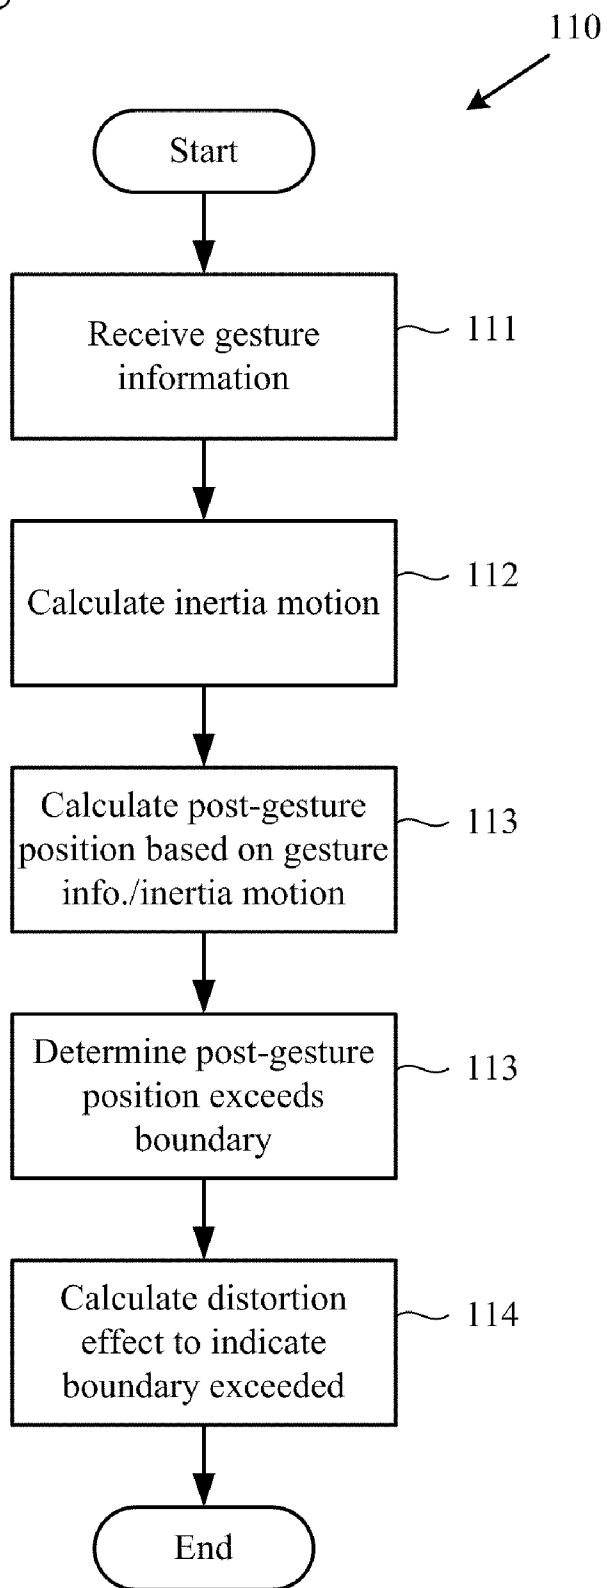 110
Start
Receive gesture
information
111
Calculate inertia motion
112
Calculate post-gesture
position based on gesture
info./inertia motion
113
Determine post-gesture
position exceeds
boundary
113
Calculate distortion
effect to indicate
boundary exceeded
114
End